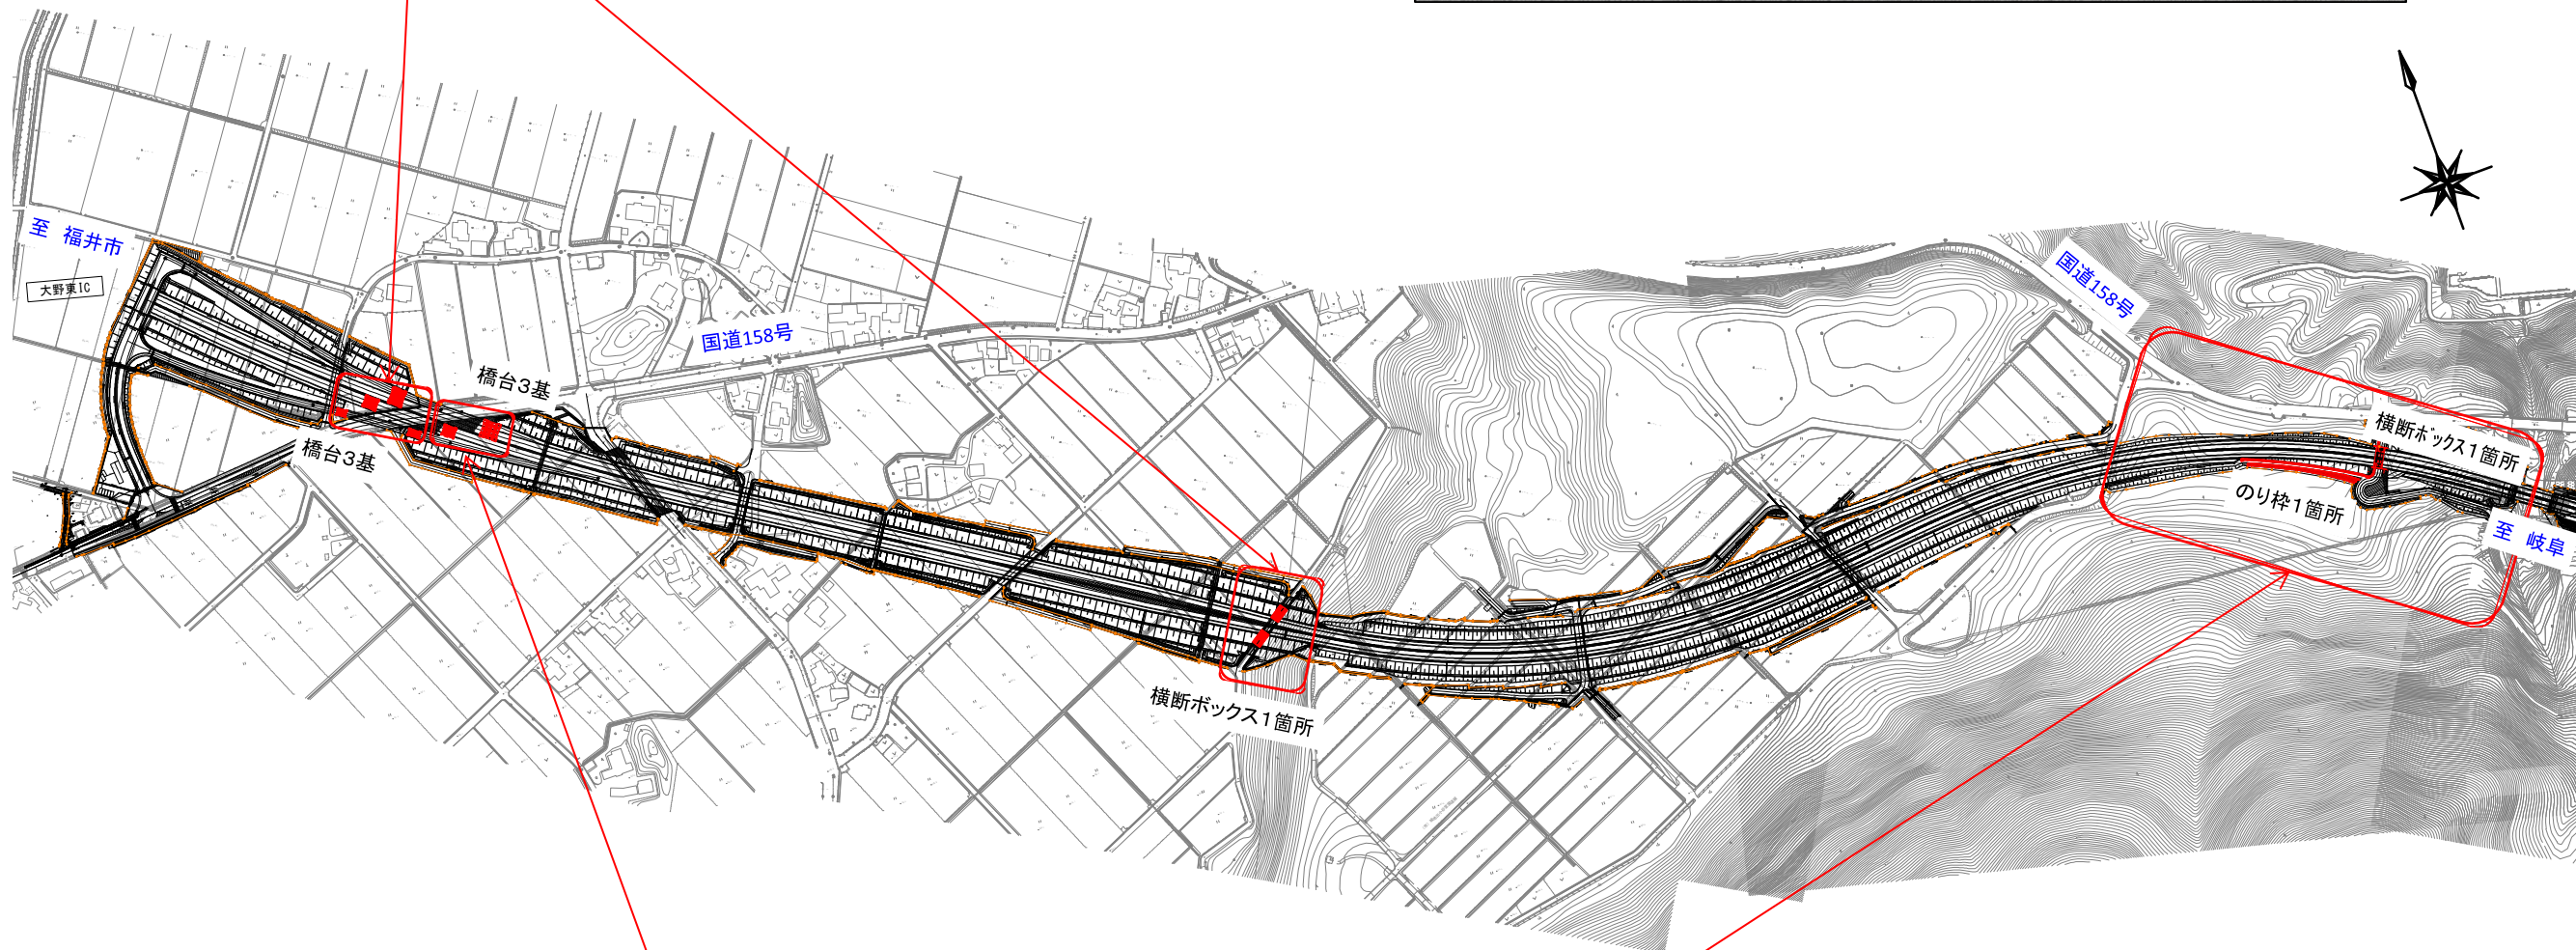 至 福井市
大野東IC
橋台3基
橋台3基
国道158号
横断ボックス1箇所
国道158号
横断ボックス1箇所
のり枠1箇所
至 岐阜